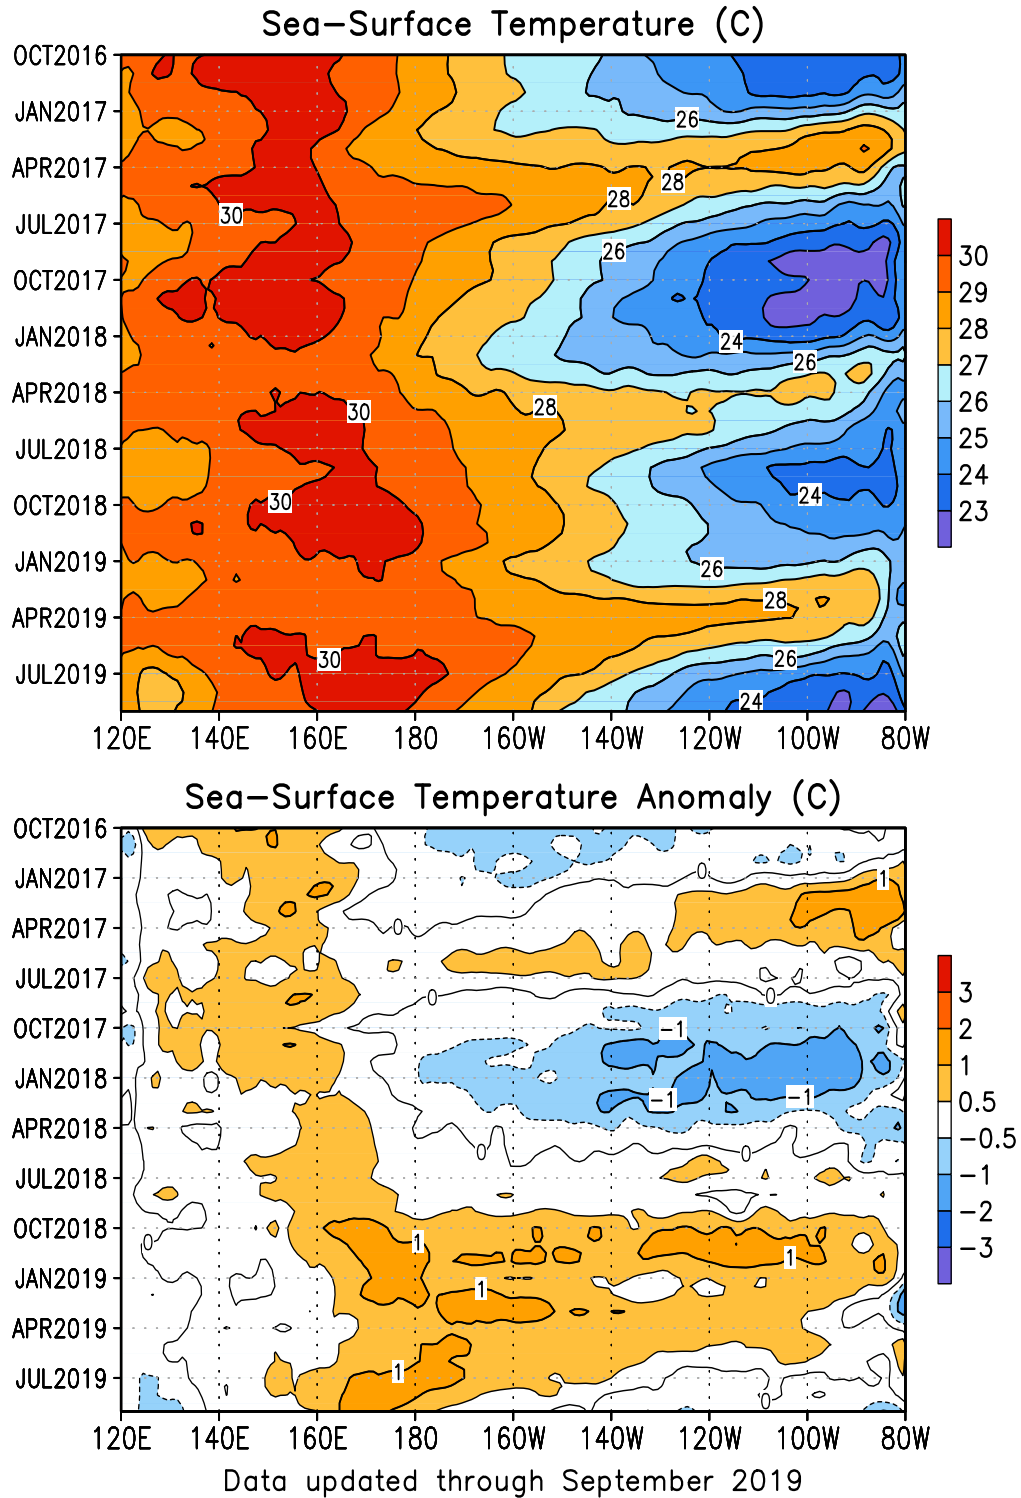 Sea-Surface Temperature (C)
OCT2016
JAN2017
APR2017
JUL2017
OCT2017
JAN2018
APR2018
JUL2018
OCT2018
JAN2019
APR2019
JUL2019
26
28
28
30
26
24
26
28
30
30
24
26
28
30
26
24
30
29
28
27
26
25
24
23
120E 140E 160E 180 160W 140W 120W 100W 80W
Sea-Surface Temperature Anomaly (C)
OCT2016
JAN2017
APR2017
JUL2017
OCT2017
JAN2018
APR2018
JUL2018
OCT2018
JAN2019
APR2019
JUL2019
0
1
0
0
0
-1
-1
-1
0
0
0
1
1
1
1
0
3
2
1
0.5
-0.5
-1
-2
-3
120E 140E 160E 180 160W 140W 120W 100W 80W
Data updated through September 2019